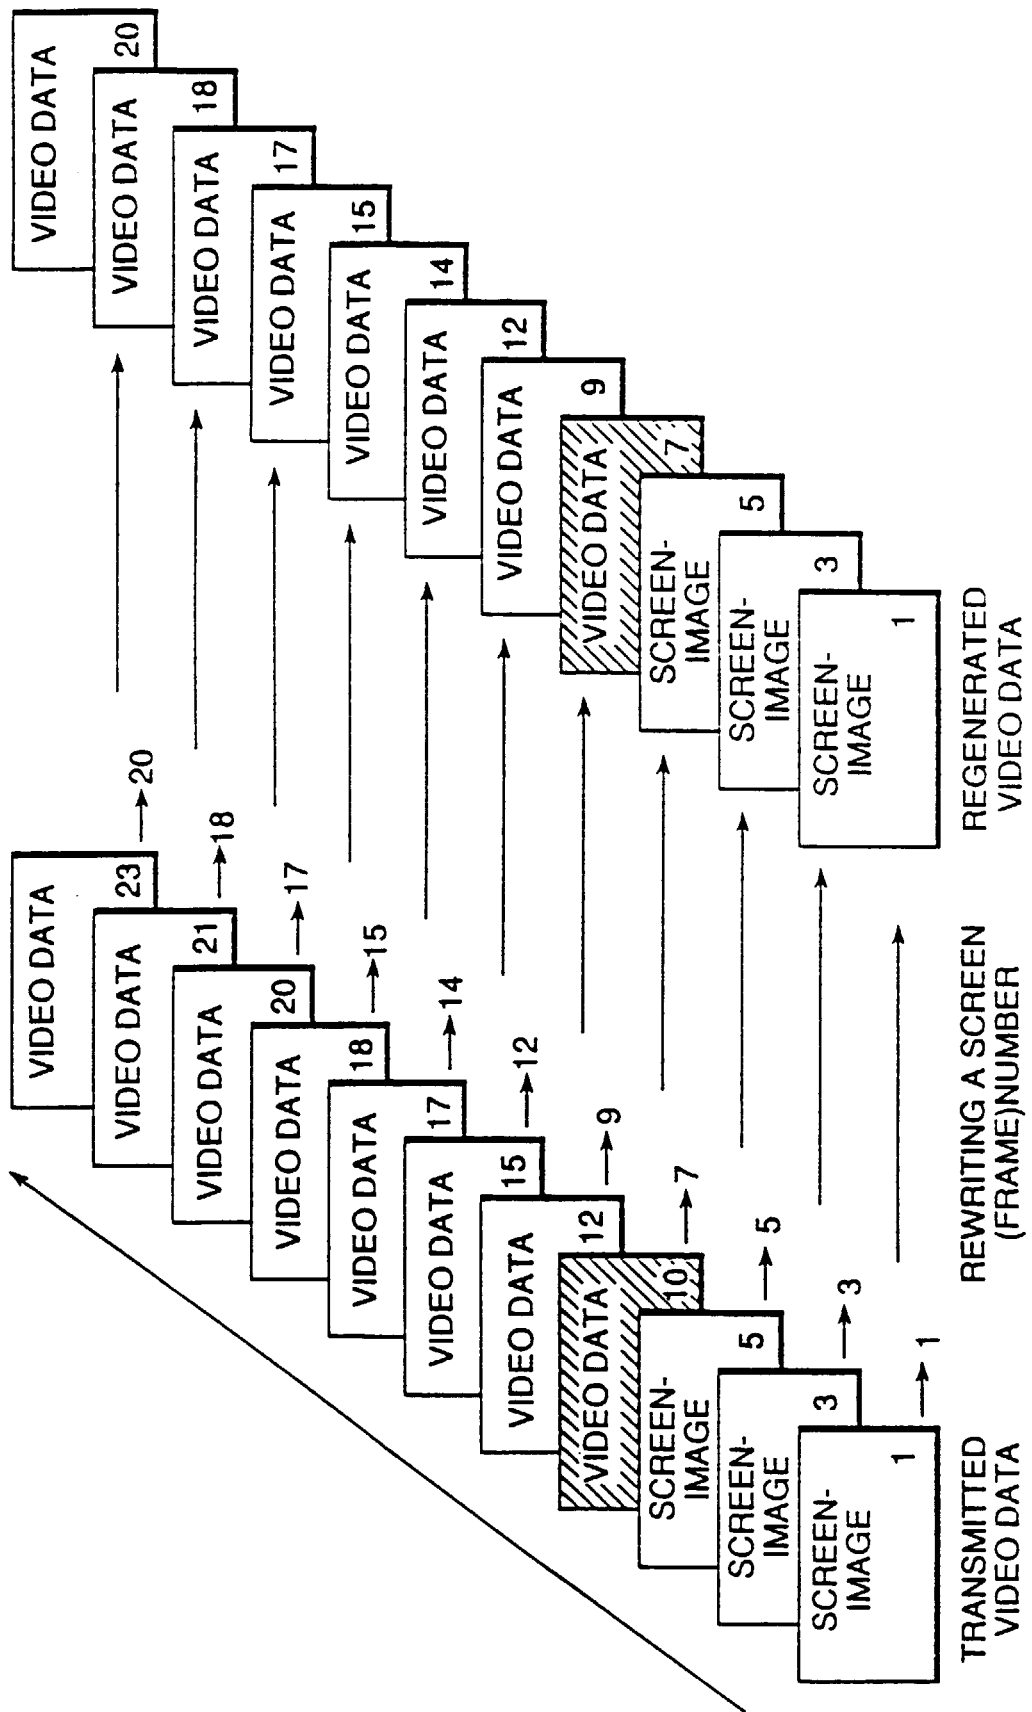 VIDEO DATA
23
→20
VIDEO DATA
21
→18
VIDEO DATA
20
→17
VIDEO DATA
18
→15
VIDEO DATA
17
→14
VIDEO DATA
15
→12
VIDEO DATA
12
→9
VIDEO DATA
10
→7
SCREEN-
IMAGE
5
→5
SCREEN-
IMAGE
3
→3
SCREEN-
IMAGE
1
→1
TRANSMITTED
VIDEO DATA
REWRITING A SCREEN
(FRAME)NUMBER
VIDEO DATA
20
VIDEO DATA
18
VIDEO DATA
17
VIDEO DATA
15
VIDEO DATA
14
VIDEO DATA
12
VIDEO DATA
9
VIDEO DATA
7
SCREEN-
IMAGE
5
SCREEN-
IMAGE
3
SCREEN-
IMAGE
1
REGENERATED
VIDEO DATA